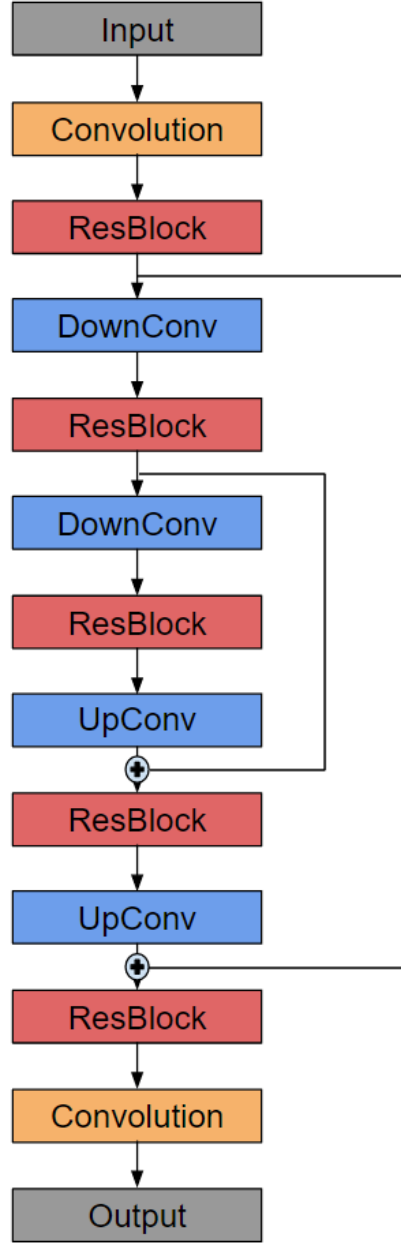 Input
Convolution
ResBlock
DownConv
ResBlock
DownConv
ResBlock
UpConv
ResBlock
UpConv
ResBlock
Convolution
Output